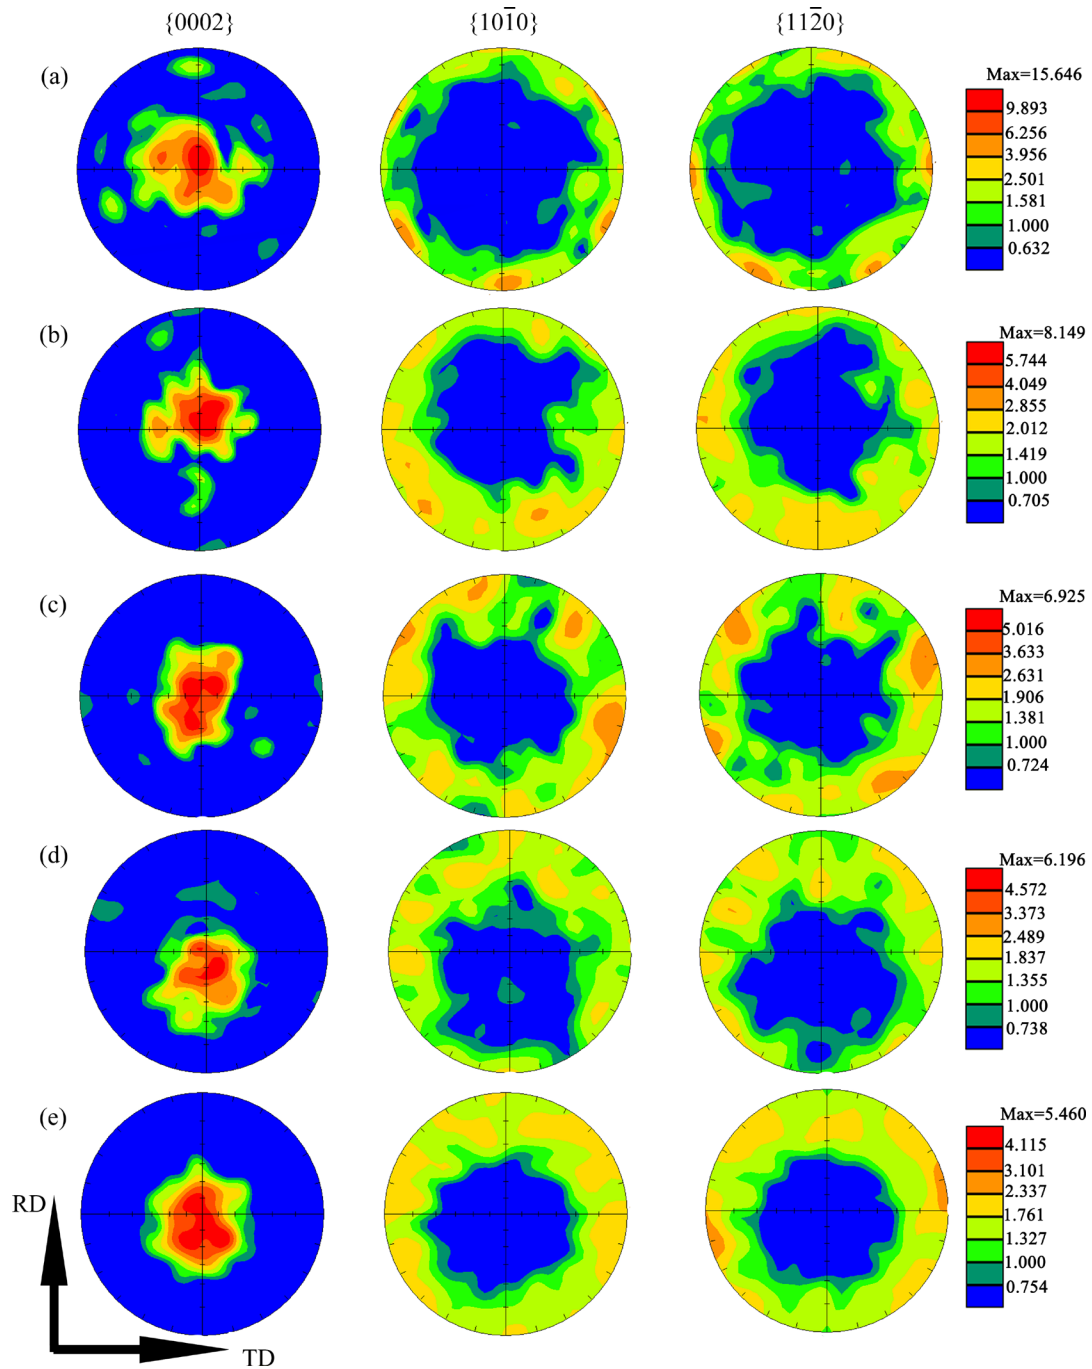 {0002} {101̄0} {112̄0}
(a)
Max=15.646
9.893
6.256
3.956
2.501
1.581
1.000
0.632
(b)
Max=8.149
5.744
4.049
2.855
2.012
1.419
1.000
0.705
(c)
Max=6.925
5.016
3.633
2.631
1.906
1.381
1.000
0.724
(d)
Max=6.196
4.572
3.373
2.489
1.837
1.355
1.000
0.738
(e)
Max=5.460
4.115
3.101
2.337
1.761
1.327
1.000
0.754
RD
TD